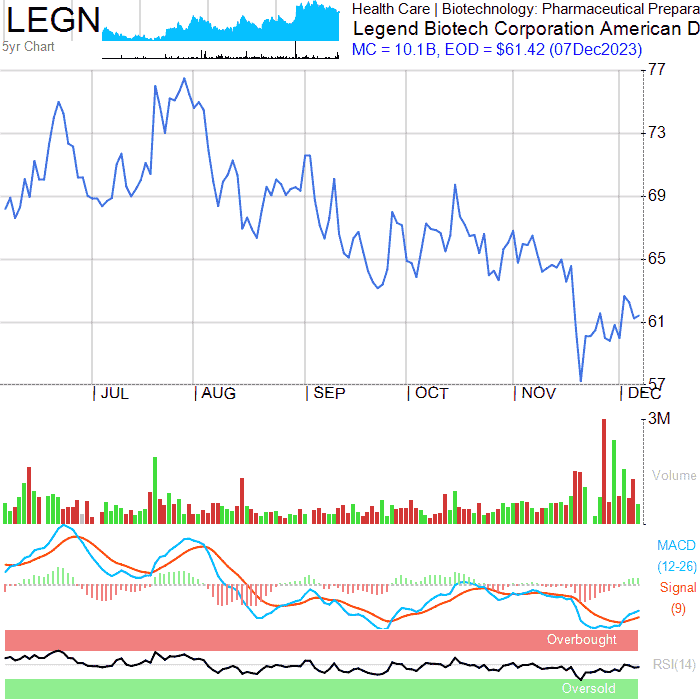 LEGN
5yr Chart
Health Care | Biotechnology: Pharmaceutical Prepara
Legend Biotech Corporation American D
MC = 10.1B, EOD = $61.42 (07Dec2023)
77
73
69
65
61
57
JUL
AUG
SEP
OCT
NOV
DEC
3M
Volume
MACD
(12-26)
Signal
(9)
Overbought
RSI(14)
Oversold